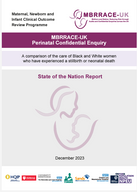 Maternal, Newborn and
Infant Clinical Outcome
Review Programme
MBRRACE-UK
MBRRACE-UK
Perinatal Confidential Enquiry
A comparison of the care of Black and White women
who have experienced a stillbirth or neonatal death
State of the Nation Report
December 2023